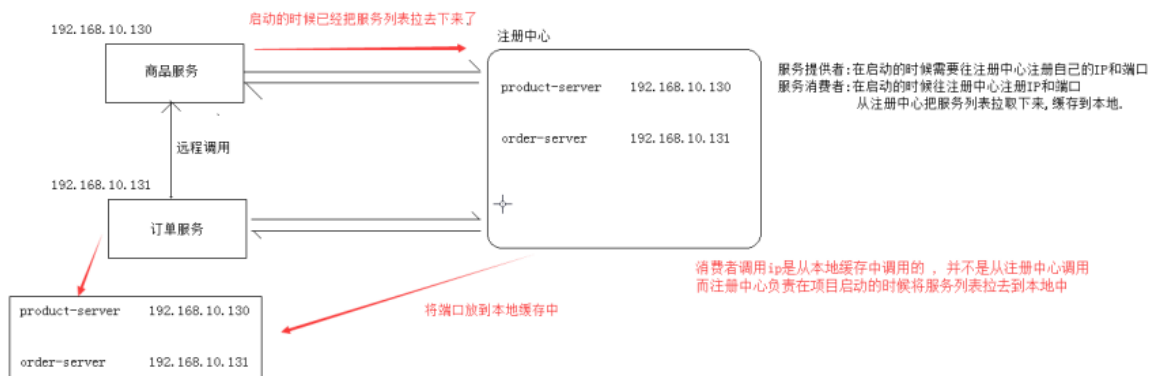 启动的时候已经把服务列表拉去下来了
192.168.10.130
注册中心
商品服务
服务提供者:在启动的时候需要往注册中心注册自己的IP和端口
服务消费者:在启动的时候往注册中心注册IP和端口
从注册中心把服务列表拉取下来,缓存到本地.
product-server 192.168.10.130
order-server 192.168.10.131
远程调用
192.168.10.131
订单服务
消费者调用ip是从本地缓存中调用的 , 并不是从注册中心调用
而注册中心负责在项目启动的时候将服务列表拉去到本地中
将端口放到本地缓存中
product-server 192.168.10.130
order-server 192.168.10.131